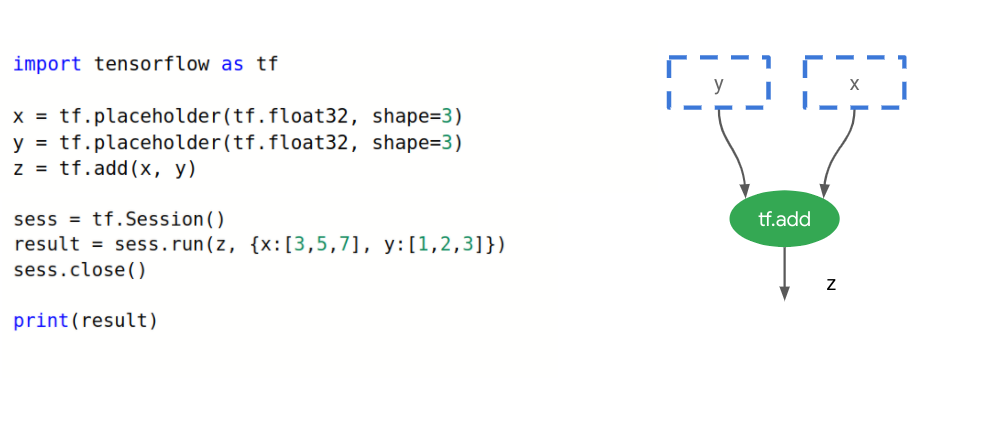 import tensorflow as tf
x = tf.placeholder(tf.float32, shape=3)
y = tf.placeholder(tf.float32, shape=3)
z = tf.add(x, y)
sess = tf.Session()
result = sess.run(z, {x:[3,5,7], y:[1,2,3]})
sess.close()
print(result)
y
x
tf.add
z